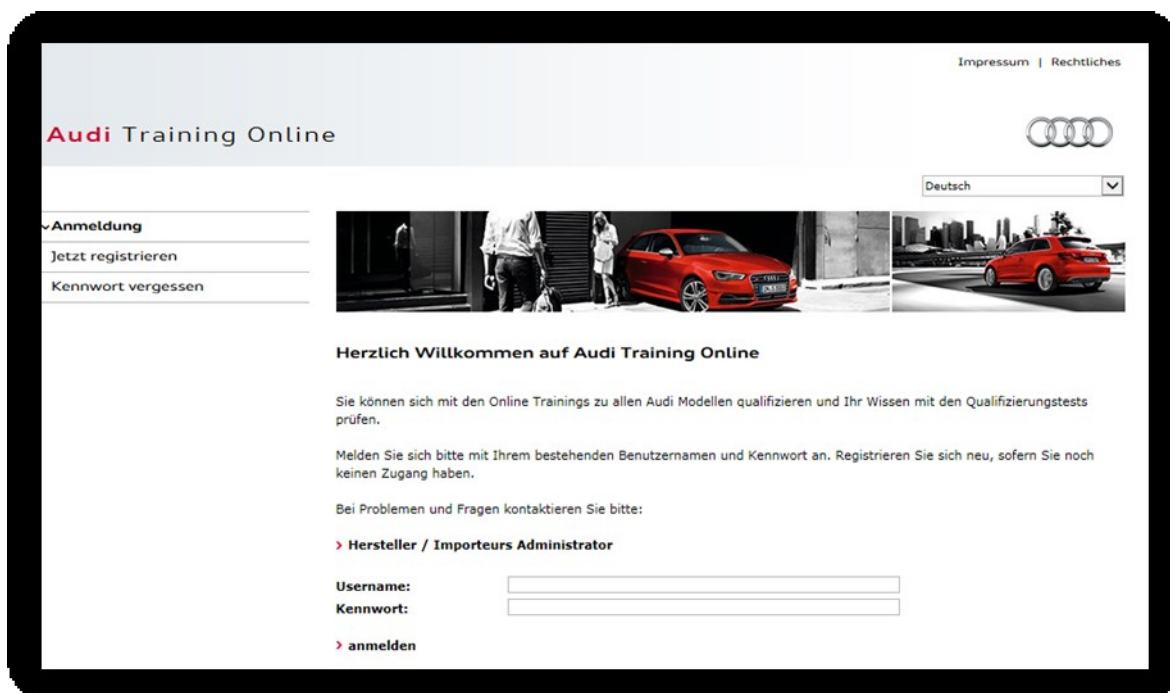 Impressum | Rechtliches
Audi Training Online
Deutsch
Anmeldung
Jetzt registrieren
Kennwort vergessen
Herzlich Willkommen auf Audi Training Online
Sie können sich mit den Online Trainings zu allen Audi Modellen qualifizieren und Ihr Wissen mit den Qualifizierungstests
prüfen.
Melden Sie sich bitte mit Ihrem bestehenden Benutzernamen und Kennwort an. Registrieren Sie sich neu, sofern Sie noch
keinen Zugang haben.
Bei Problemen und Fragen kontaktieren Sie bitte:
> Hersteller / Importeurs Administrator
Username:
Kennwort:
> anmelden